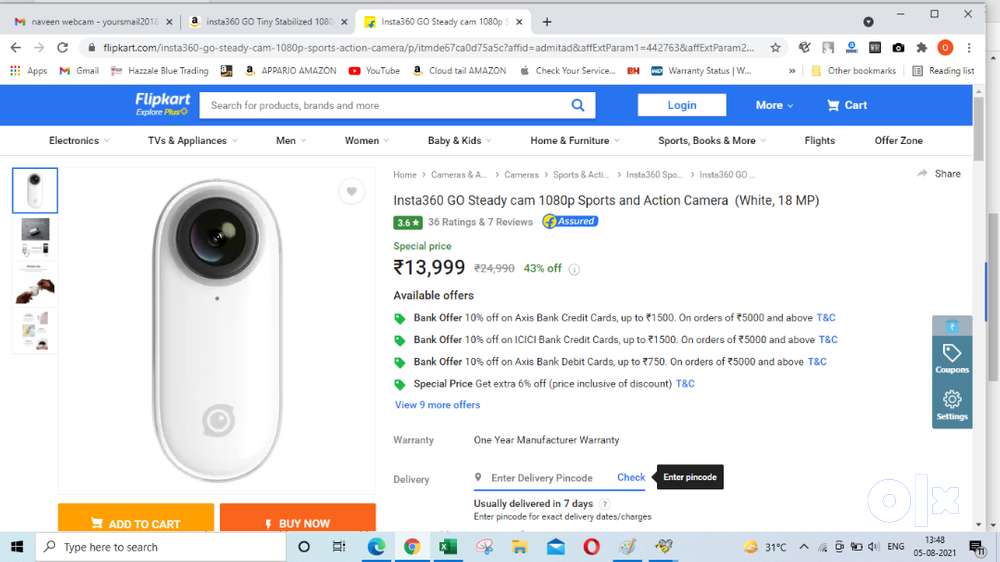 naveen webcam - yoursmail2018
insta360 GO Tiny Stabilized 1080
Insta360 GO Steady cam 1080p S
flipkart.com/insta360-go-steady-cam-1080p-sports-action-camera/p/itmde67ca0d75a5c?affid=admitad&affExtParam1=442763&affExtParam2...
O
Apps
Gmail
Hazzale Blue Trading
APPARIO AMAZON
YouTube
Cloud tail AMAZON
Check Your Service...
BH
Warranty Status | W...
»
Other bookmarks
Reading list
Flipkart
Explore Plus
Search for products, brands and more
Login
More
Cart
Electronics
TVs & Appliances
Men
Women
Baby & Kids
Home & Furniture
Sports, Books & More
Flights
Offer Zone
Home > Cameras & A... > Cameras > Sports & Acti... > Insta360 Spo... > Insta360 GO ...
Share
Insta360 GO Steady cam 1080p Sports and Action Camera (White, 18 MP)
3.6★ 36 Ratings & 7 Reviews Assured
Special price
₹13,999 ₹24,990 43% off
Available offers
Bank Offer 10% off on Axis Bank Credit Cards, up to ₹1500. On orders of ₹5000 and above T&C
Bank Offer 10% off on ICICI Bank Credit Cards, up to ₹1500. On orders of ₹5000 and above T&C
Bank Offer 10% off on Axis Bank Debit Cards, up to ₹750. On orders of ₹5000 and above T&C
Special Price Get extra 6% off (price inclusive of discount) T&C
View 9 more offers
Coupons
Settings
Warranty One Year Manufacturer Warranty
Delivery Enter Delivery Pincode Check Enter pincode
Usually delivered in 7 days ?
Enter pincode for exact delivery dates/charges
ADD TO CART
BUY NOW
olx
Type here to search
31°C
ENG
13:48
05-08-2021